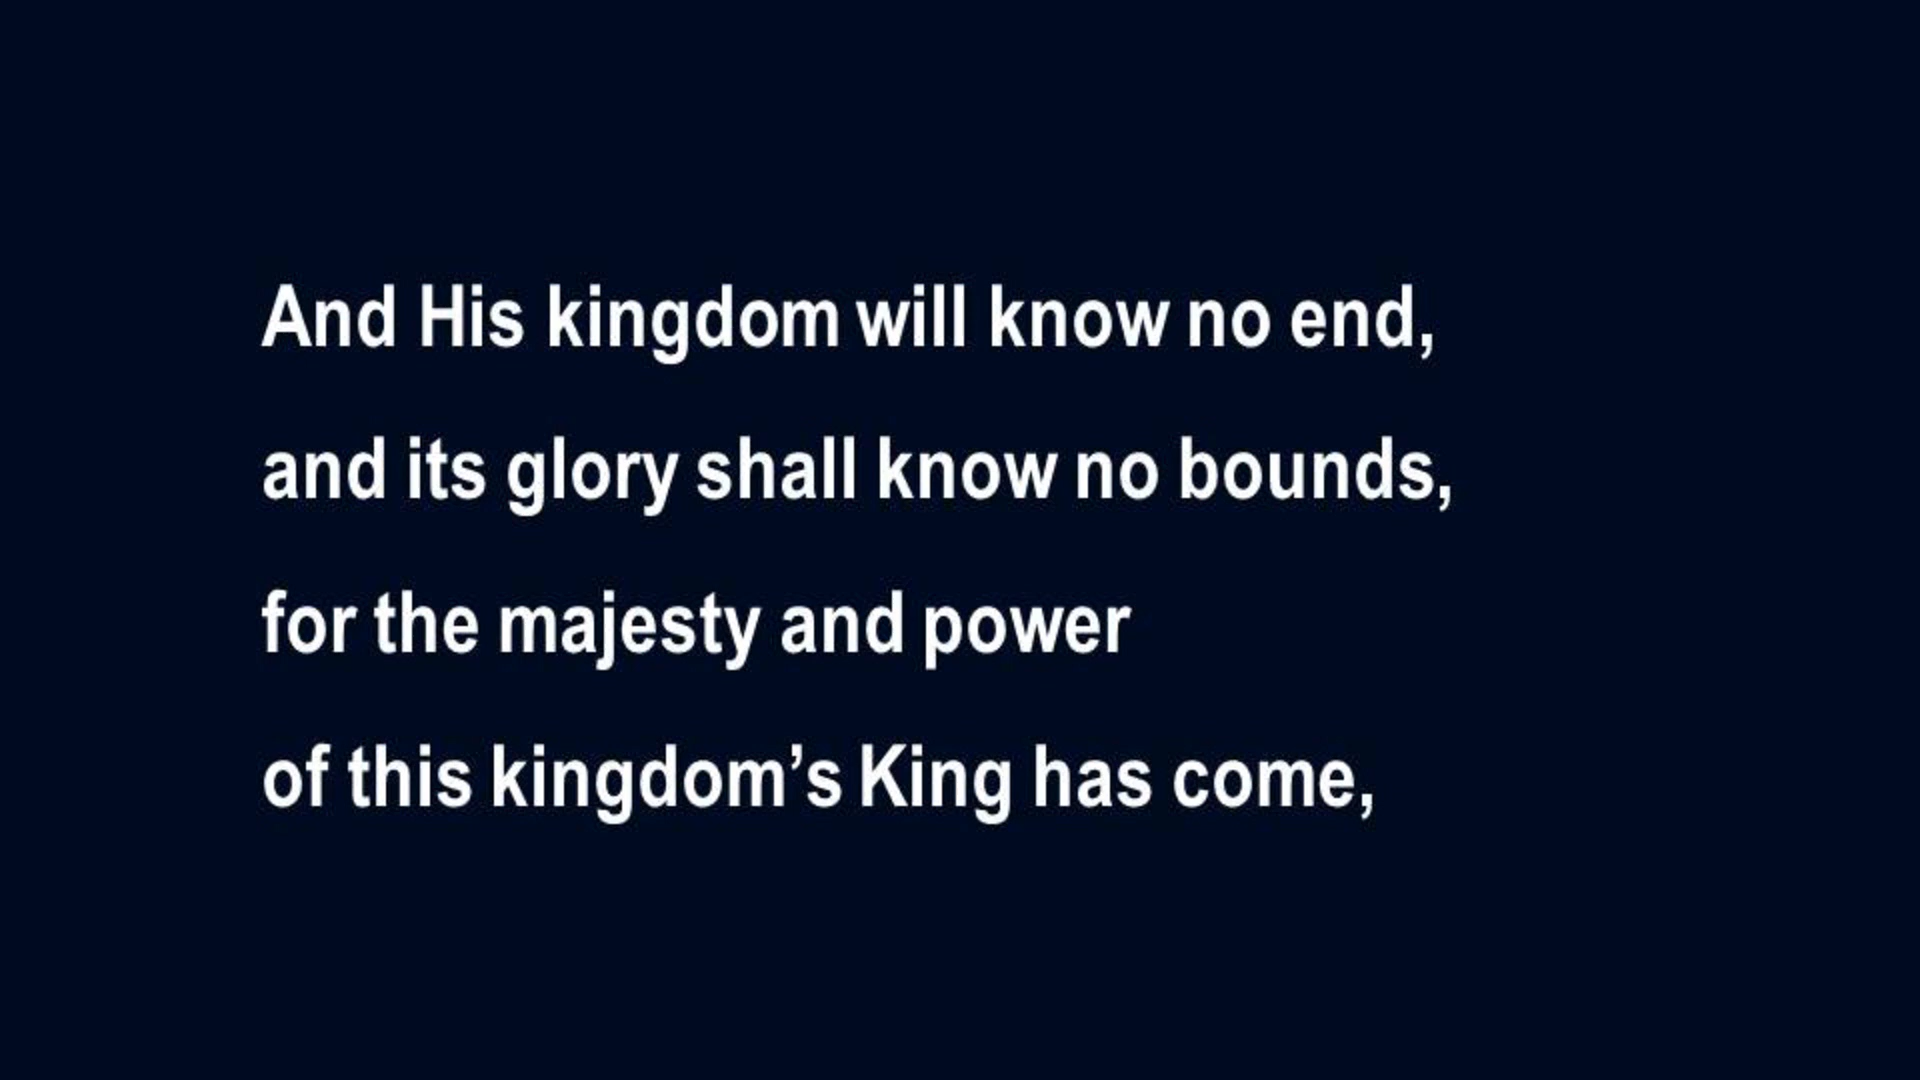 And His kingdom will know no end,
and its glory shall know no bounds,
for the majesty and power
of this kingdom’s King has come,